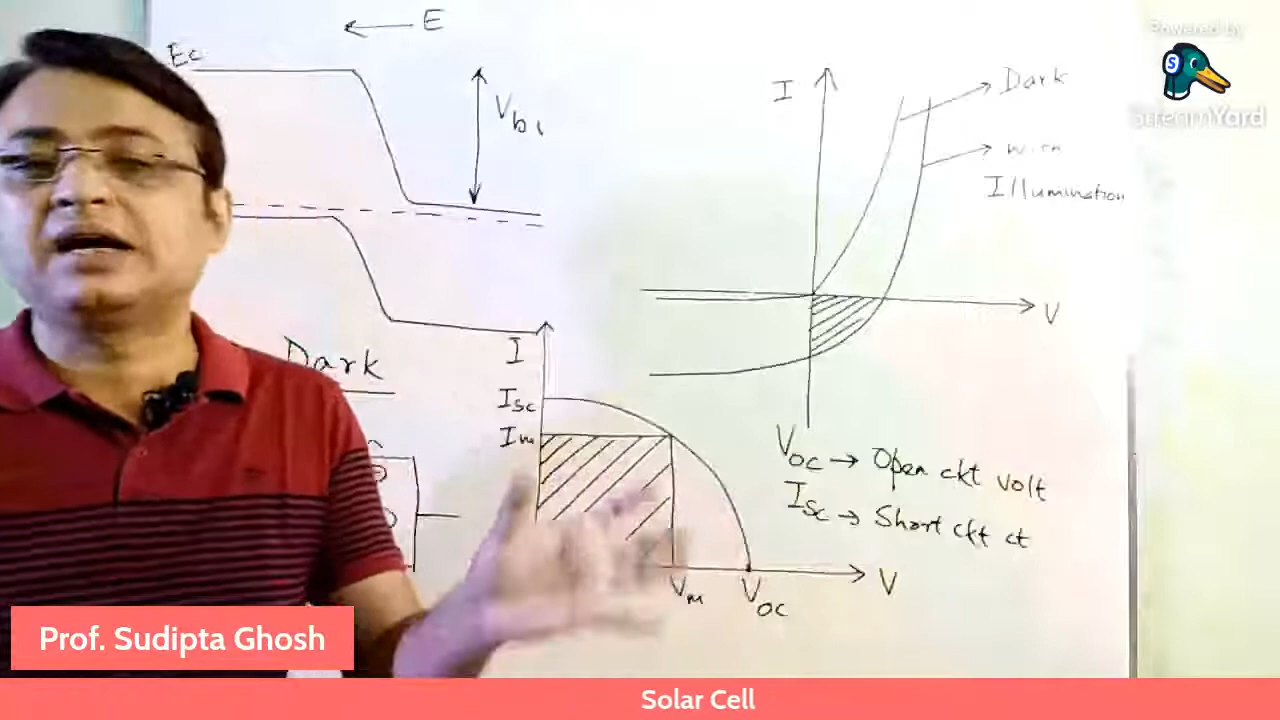 ← E
Ec
Vbi
Dark
I
Isc
Im
Vm
Voc
V
I
Dark
with
Illumination
V
Voc → Open ckt volt
Isc → Short ckt ct
Powered by
StreamYard
Prof. Sudipta Ghosh
Solar Cell